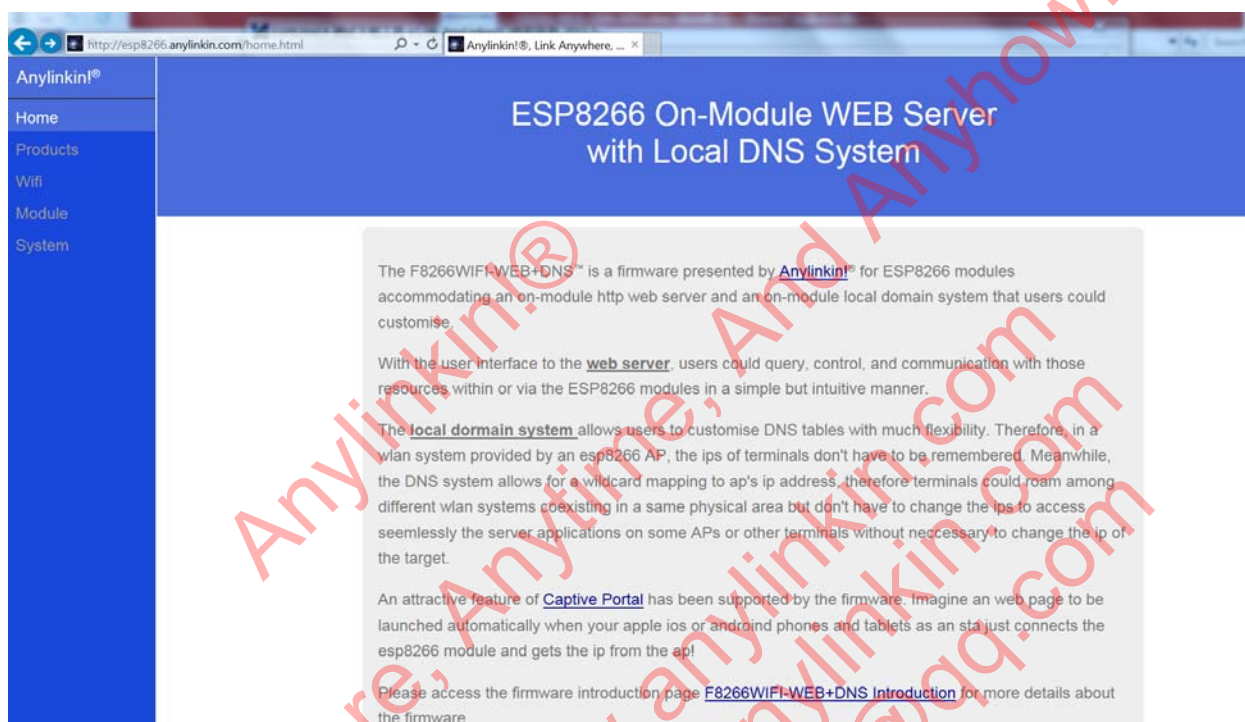 http://esp8266.anylinkin.com/home.html
Anylinkin!®, Link Anywhere, ...
Anylinkin!®
Home
Products
Wifi
Module
System
ESP8266 On-Module WEB Server
with Local DNS System
The F8266WIFI-WEB+DNS™ is a firmware presented by Anylinkin!® for ESP8266 modules
accommodating an on-module http web server and an on-module local domain system that users could
customise.
With the user interface to the web server, users could query, control, and communication with those
resources within or via the ESP8266 modules in a simple but intuitive manner.
The local dormain system allows users to customise DNS tables with much flexibility. Therefore, in a
wlan system provided by an esp8266 AP, the ips of terminals don't have to be remembered. Meanwhile,
the DNS system allows for a wildcard mapping to ap's ip address, therefore terminals could roam among
different wlan systems coexisting in a same physical area but don't have to change the ips to access
seemlessly the server applications on some APs or other terminals without neccessary to change the ip of
the target.
An attractive feature of Captive Portal has been supported by the firmware. Imagine an web page to be
launched automatically when your apple ios or androind phones and tablets as an sta just connects the
esp8266 module and gets the ip from the ap!
Please access the firmware introduction page F8266WIFI-WEB+DNS Introduction for more details about
the firmware
Anylinkin!®
re, Anytime, And Anyhow!
anylinkin.com
nylinkin.com
@qq.com